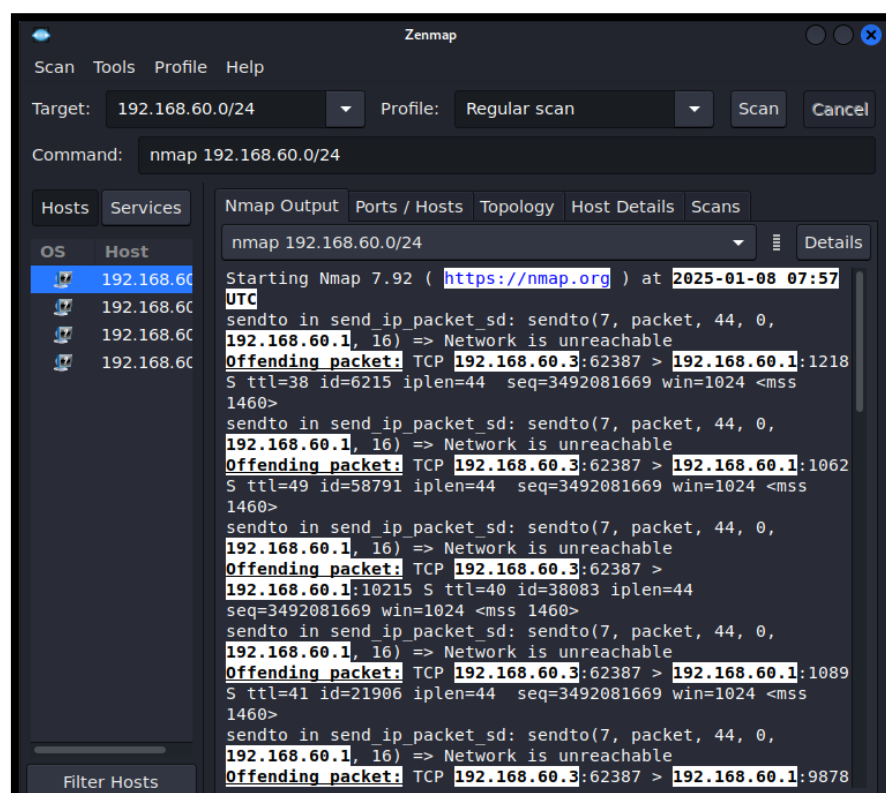 Zenmap
Scan Tools Profile Help
Target: 192.168.60.0/24 Profile: Regular scan Scan Cancel
Command: nmap 192.168.60.0/24
Hosts Services
OS Host
192.168.60
192.168.60
192.168.60
192.168.60
Filter Hosts
Nmap Output Ports / Hosts Topology Host Details Scans
nmap 192.168.60.0/24 Details
Starting Nmap 7.92 ( https://nmap.org ) at 2025-01-08 07:57
UTC
sendto in send_ip_packet_sd: sendto(7, packet, 44, 0,
192.168.60.1, 16) => Network is unreachable
Offending packet: TCP 192.168.60.3:62387 > 192.168.60.1:1218
S ttl=38 id=6215 iplen=44  seq=3492081669 win=1024 <mss
1460>
sendto in send_ip_packet_sd: sendto(7, packet, 44, 0,
192.168.60.1, 16) => Network is unreachable
Offending packet: TCP 192.168.60.3:62387 > 192.168.60.1:1062
S ttl=49 id=58791 iplen=44  seq=3492081669 win=1024 <mss
1460>
sendto in send_ip_packet_sd: sendto(7, packet, 44, 0,
192.168.60.1, 16) => Network is unreachable
Offending packet: TCP 192.168.60.3:62387 >
192.168.60.1:10215 S ttl=40 id=38083 iplen=44
seq=3492081669 win=1024 <mss 1460>
sendto in send_ip_packet_sd: sendto(7, packet, 44, 0,
192.168.60.1, 16) => Network is unreachable
Offending packet: TCP 192.168.60.3:62387 > 192.168.60.1:1089
S ttl=41 id=21906 iplen=44  seq=3492081669 win=1024 <mss
1460>
sendto in send_ip_packet_sd: sendto(7, packet, 44, 0,
192.168.60.1, 16) => Network is unreachable
Offending packet: TCP 192.168.60.3:62387 > 192.168.60.1:9878